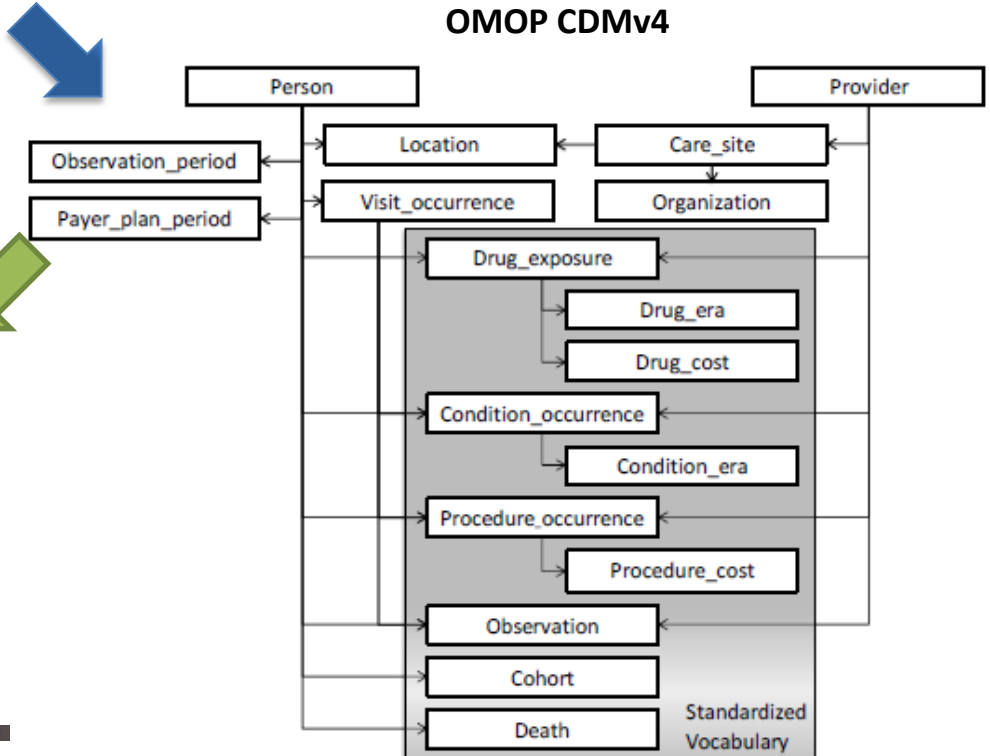 OMOP CDMv4
Person
Provider
Observation_period
Location
Care_site
Payer_plan_period
Visit_occurrence
Organization
Drug_exposure
Drug_era
Drug_cost
Condition_occurrence
Condition_era
Procedure_occurrence
Procedure_cost
Observation
Cohort
Death
Standardized
Vocabulary